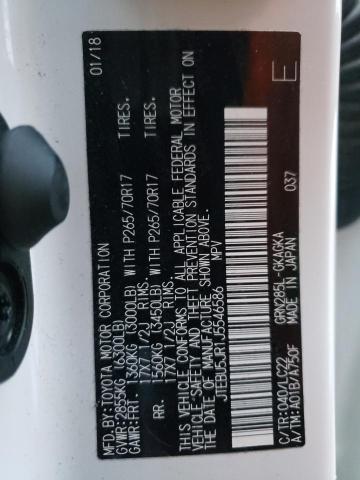 MFD. BY:TOYOTA MOTOR CORPORATION 01/18
GVWR:2855KG (6300LB)
GAWR:FRT. 1360KG (3000LB) WITH P265/70R17 TIRES.
17X7 1/2J RIMS.
RR. 1560KG (3450LB) WITH P265/70R17 TIRES.
17X7 1/2J RIMS.
THIS VEHICLE CONFORMS TO ALL APPLICABLE FEDERAL MOTOR
VEHICLE-SAFETY AND THEFT PREVENTION STANDARDS IN EFFECT ON
THE DATE OF MANUFACTURE SHOWN ABOVE.
JTEBU5JR1J5546586
MPV
C/TR:040/LC22 GRN285L-GKAGKA
A/TM:A01B/A750F MADE IN JAPAN 037
E